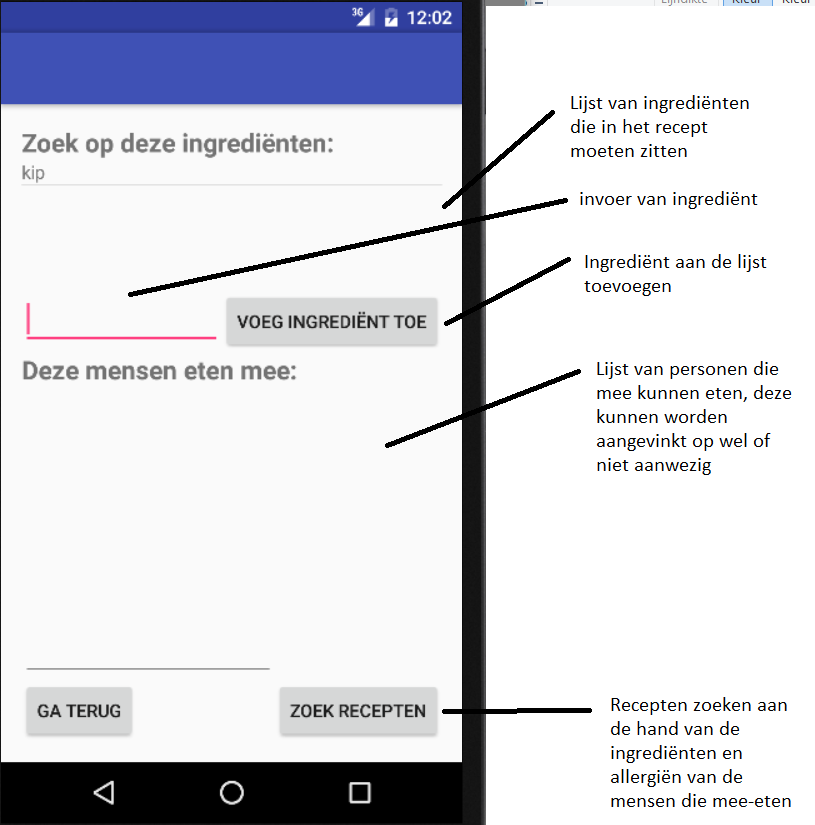 Lijndikte Kleur Kleur
3G 12:02
Zoek op deze ingrediënten:
kip
VOEG INGREDIËNT TOE
Deze mensen eten mee:
GA TERUG
ZOEK RECEPTEN
Lijst van ingrediënten
die in het recept
moeten zitten
invoer van ingrediënt
Ingrediënt aan de lijst
toevoegen
Lijst van personen die
mee kunnen eten, deze
kunnen worden
aangevinkt op wel of
niet aanwezig
Recepten zoeken aan
de hand van de
ingrediënten en
allergiën van de
mensen die mee-eten